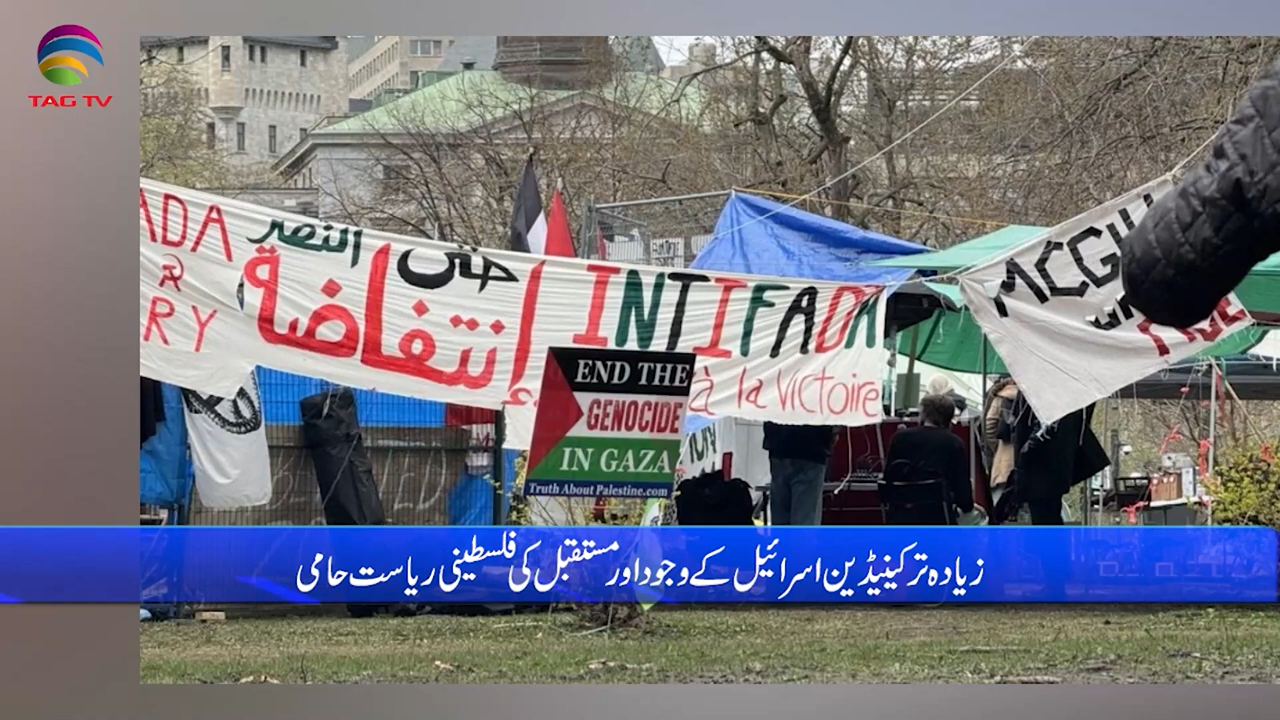 TAG TV
ADA
RY
حتى النصر
إنتفاضة
INTIFADA
à la victoire
MCGILL
END THE
GENOCIDE
IN GAZA
Truth About Palestine.com
زیادہ تر کینیڈین اسرائیل کے وجود اور مستقبل کی فلسطینی ریاست حامی